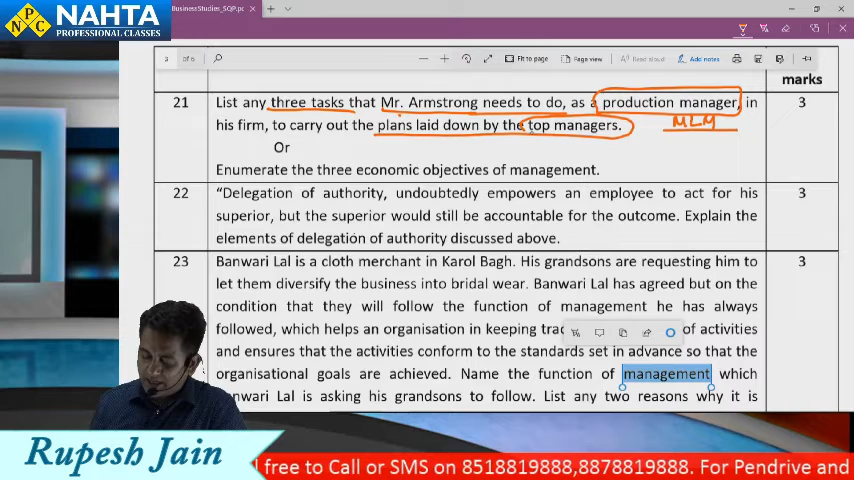 NPC
NAHTA
PROFESSIONAL CLASSES
BusinessStudies_SQP.pc
3 of 6
Fit to page
Page view
Read aloud
Add notes
marks
21 List any three tasks that Mr. Armstrong needs to do, as a production manager, in 3
his firm, to carry out the plans laid down by the top managers. MLM
Or
Enumerate the three economic objectives of management.
22 “Delegation of authority, undoubtedly empowers an employee to act for his 3
superior, but the superior would still be accountable for the outcome. Explain the
elements of delegation of authority discussed above.
23 Banwari Lal is a cloth merchant in Karol Bagh. His grandsons are requesting him to 3
let them diversify the business into bridal wear. Banwari Lal has agreed but on the
condition that they will follow the function of management he has always
followed, which helps an organisation in keeping of activities
and ensures that the activities conform to the standards set in advance so that the
organisational goals are achieved. Name the function of management which
Lal is asking his grandsons to follow. List any two reasons why it is
Rupesh Jain
free to Call or SMS on 8518819888,8878819888. For Pendrive and